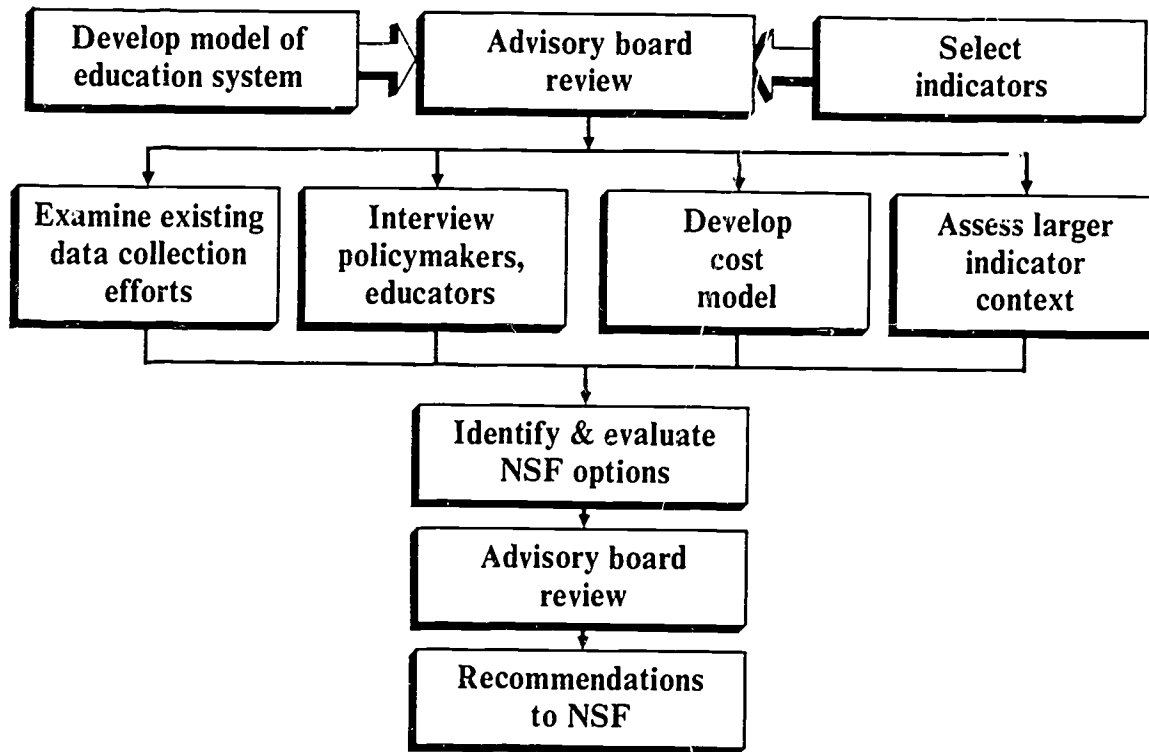 Develop model of
education system
Advisory board
review
Select
indicators
Examine existing
data collection
efforts
Interview
policymakers,
educators
Develop
cost
model
Assess larger
indicator
context
Identify & evaluate
NSF options
Advisory board
review
Recommendations
to NSF